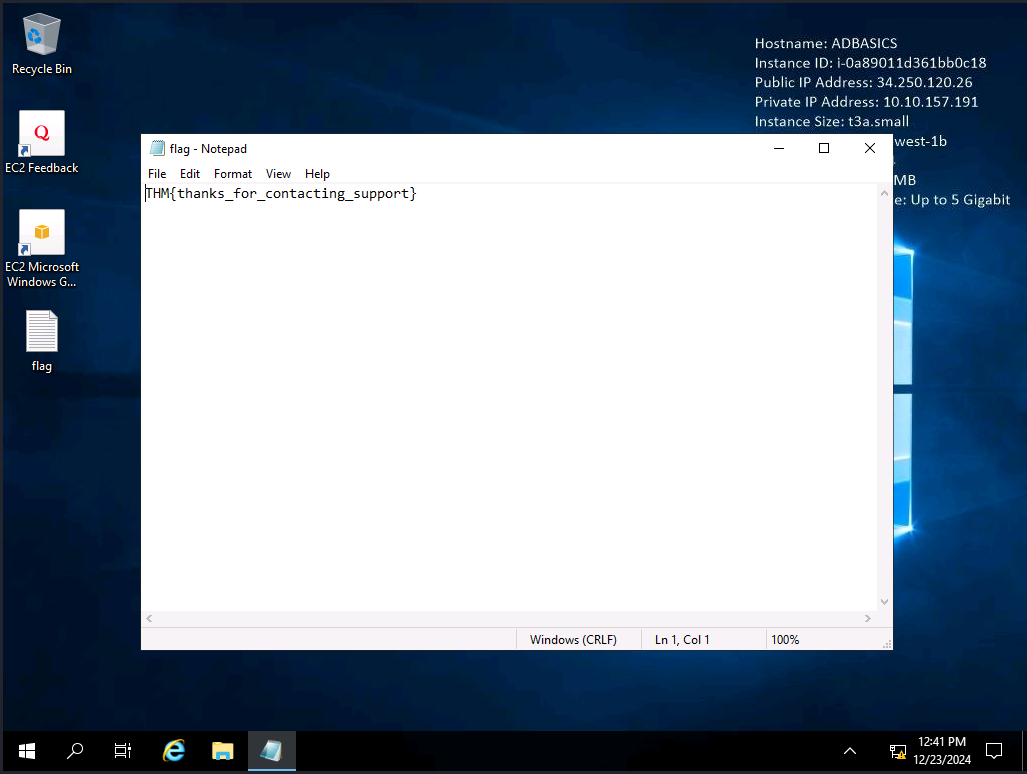 Recycle Bin
EC2 Feedback
EC2 Microsoft
Windows G...
flag
Hostname: ADBASICS
Instance ID: i-0a89011d361bb0c18
Public IP Address: 34.250.120.26
Private IP Address: 10.10.157.191
Instance Size: t3a.small
west-1b
MB
e: Up to 5 Gigabit
flag - Notepad
File Edit Format View Help
THM{thanks_for_contacting_support}
Windows (CRLF) Ln 1, Col 1 100%
12:41 PM
12/23/2024